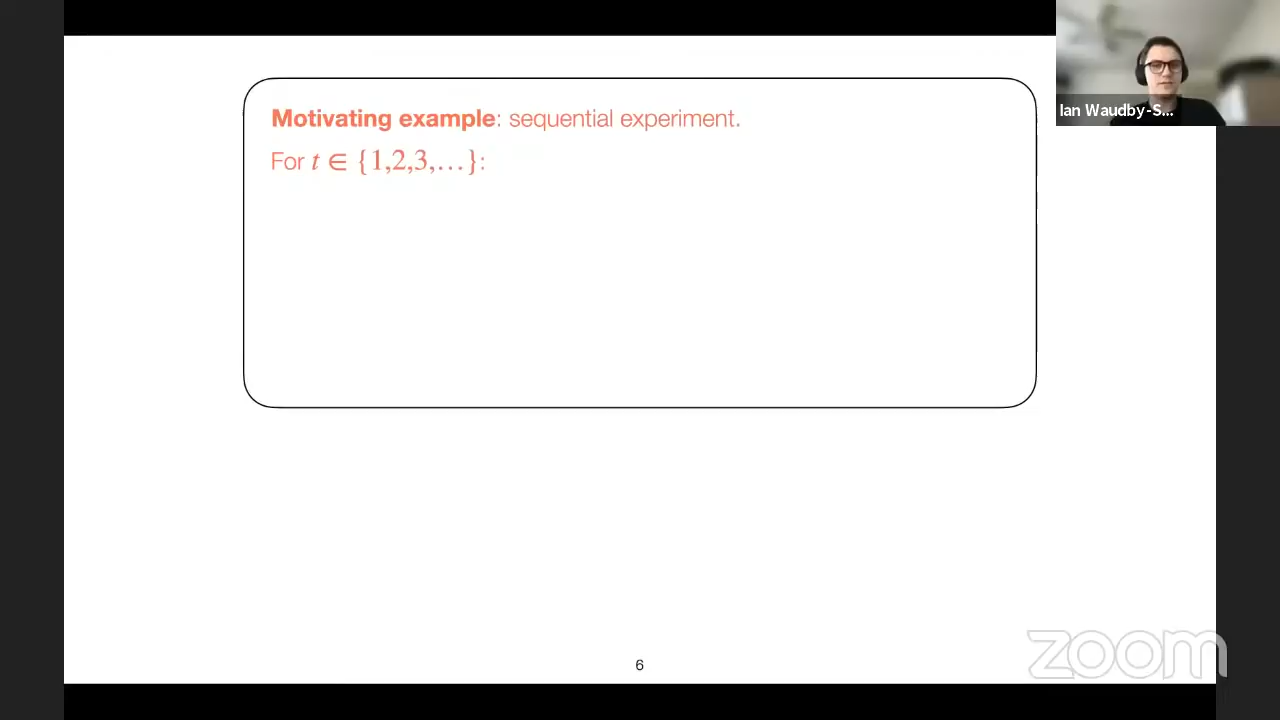 Motivating example: sequential experiment.
For t ∈ {1,2,3,…}:
Ian Waudby-S...
6
zoom